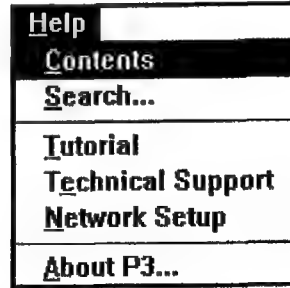 Help
Contents
Search...
Tutorial
Technical Support
Network Setup
About P3...